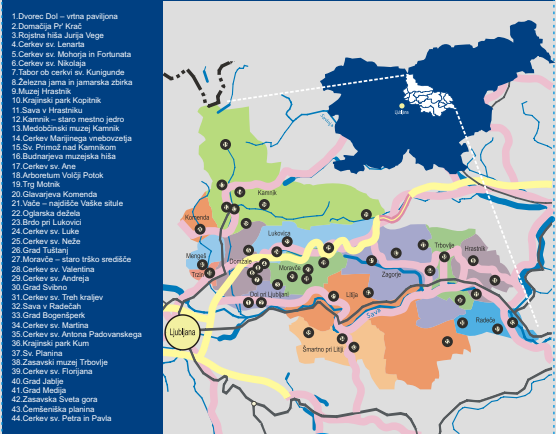 1.Dvorec Dol – vrtna paviljona
2.Domačija Pr' Krač
3.Rojstna hiša Jurija Vege
4.Cerkev sv. Lenarta
5.Cerkev sv. Mohorja in Fortunata
6.Cerkev sv. Nikolaja
7.Tabor ob cerkvi sv. Kunigunde
8.Železna jama in jamarska zbirka
9.Muzej Hrastnik
10.Krajinski park Kopitnik
11.Sava v Hrastniku
12.Kamnik – staro mestno jedro
13.Medobčinski muzej Kamnik
14.Cerkev Marijinega vnebovzetja
15.Sv. Primož nad Kamnikom
16.Budnarjeva muzejska hiša
17.Cerkev sv. Ane
18.Arboretum Volčji Potok
19.Trg Motnik
20.Glavarjeva Komenda
21.Vače – najdišče Vaške situle
22.Oglarska dežela
23.Brdo pri Lukovici
24.Cerkev sv. Luke
25.Cerkev sv. Neže
26.Grad Tuštanj
27.Moravče – staro trško središče
28.Cerkev sv. Valentina
29.Cerkev sv. Andreja
30.Grad Svibno
31.Cerkev sv. Treh kraljev
32.Sava v Radečah
33.Grad Bogenšperk
34.Cerkev sv. Martina
35.Cerkev sv. Antona Padovanskega
36.Krajinski park Kum
37.Sv. Planina
38.Zasavski muzej Trbovlje
39.Cerkev sv. Florijana
40.Grad Jablje
41.Grad Medija
42.Zasavska Sveta gora
43.Čemšeniška planina
44.Cerkev sv. Petra in Pavla
Ljubljana
Kamnik
Komenda
Lukovica
Mengeš
Domžale
Trzin
Moravče
Dol pri Ljubljani
Trbovlje
Hrastnik
Zagorje
Litija
Sava
Radeče
Ljubljana
Šmartno pri Litiji